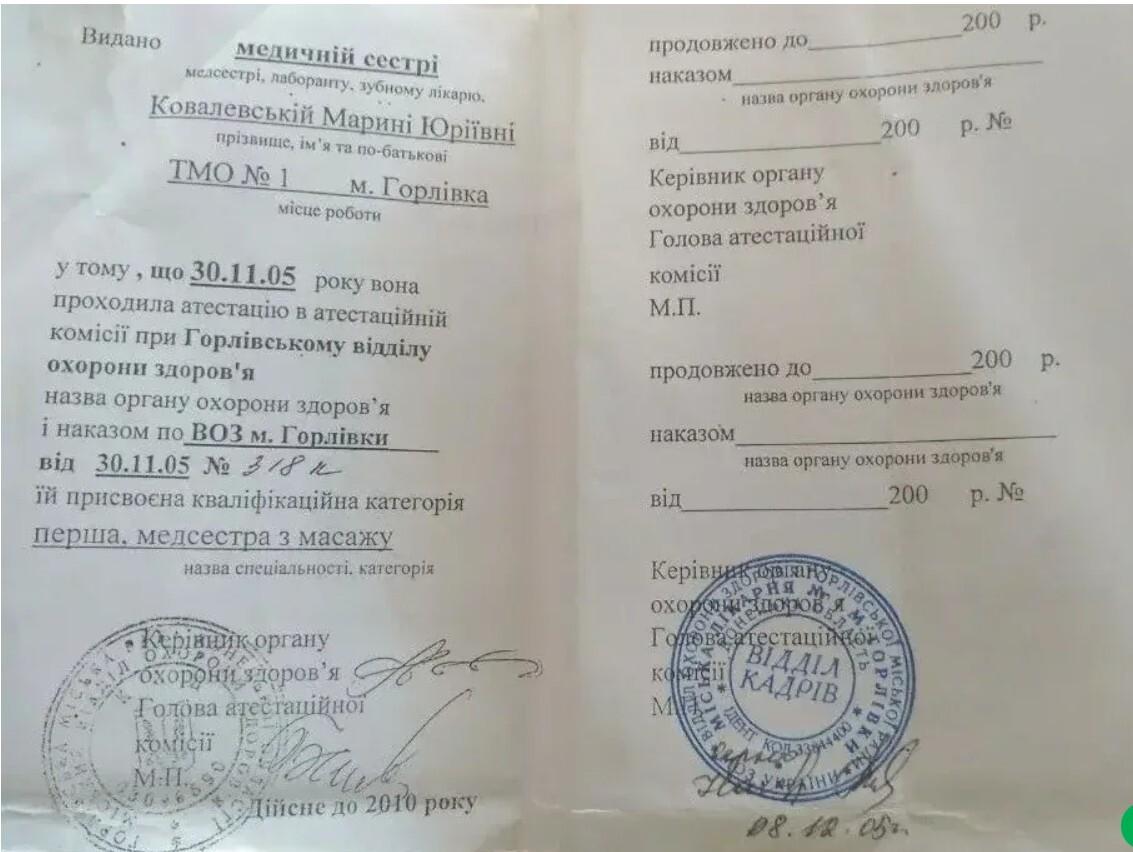 Видано медичній сестрі
медсестрі, лаборанту, зубному лікарю.
Ковалевській Марині Юріївні
прізвище, ім'я та по-батькові
ТМО № 1 м. Горлівка
місце роботи
у тому , що 30.11.05 року вона
проходила атестацію в атестаційній
комісії при Горлівському відділу
охорони здоров'я
назва органу охорони здоров'я
і наказом по ВОЗ м. Горлівки
від 30.11.05 № 318 к
їй присвоєна кваліфікаційна категорія
перша, медсестра з масажу
назва спеціальності. категорія
Керівник органу
охорони здоров'я
Голова атестаційної
комісії
М.П.
Дійсне до 2010 року
продовжено до 200 р.
наказом
назва органу охорони здоров'я
від 200 р. №
Керівник органу
охорони здоров'я
Голова атестаційної
комісії
М.П.
продовжено до 200 р.
назва органу охорони здоров'я
наказом
назва органу охорони здоров'я
від 200 р. №
Керівник органу
охорони здоров'я
Голова атестаційної
комісії
М.П.
ВІДДІЛ
КАДРІВ
08.12.05г.